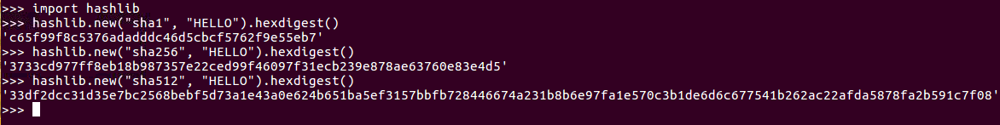 >>> import hashlib
>>> hashlib.new("sha1", "HELLO").hexdigest()
'c65f99f8c5376adadddc46d5cbcf5762f9e55eb7'
>>> hashlib.new("sha256", "HELLO").hexdigest()
'3733cd977ff8eb18b987357e22ced99f46097f31ecb239e878ae63760e83e4d5'
>>> hashlib.new("sha512", "HELLO").hexdigest()
'33df2dcc31d35e7bc2568bebf5d73a1e43a0e624b651ba5ef3157bbfb728446674a231b8b6e97fa1e570c3b1de6d6c677541b262ac22afda5878fa2b591c7f08'
>>>